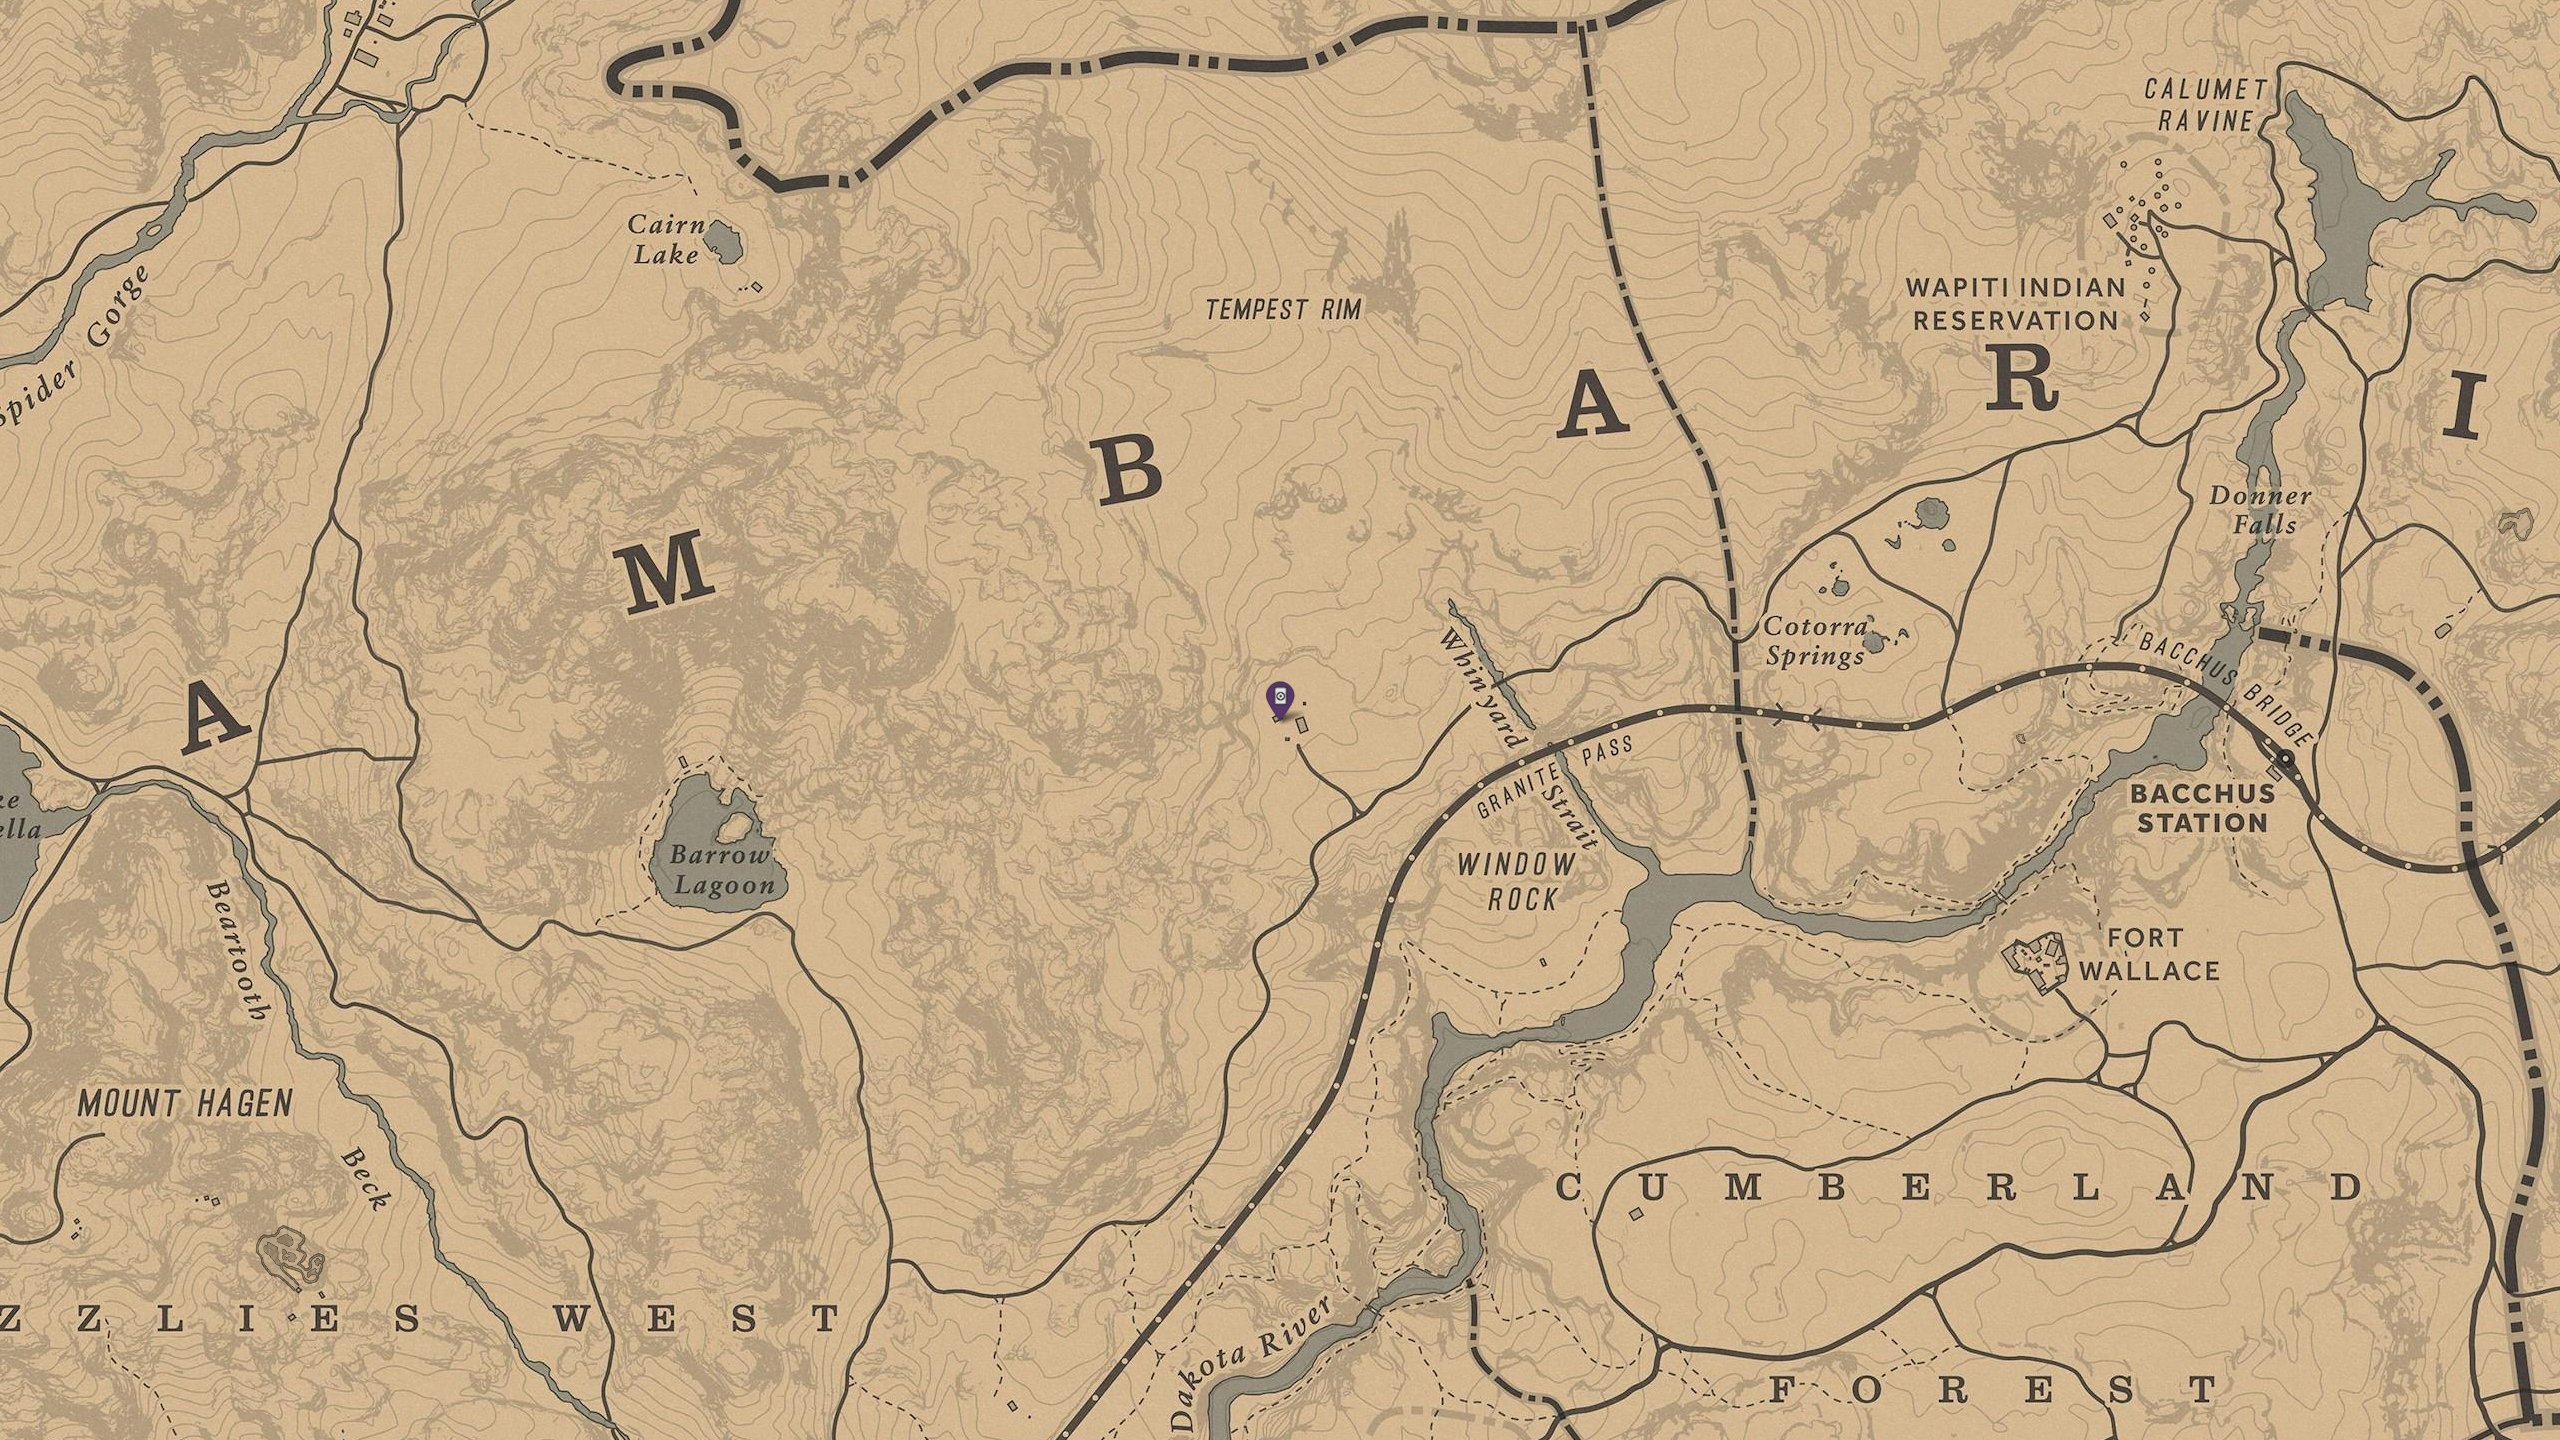 CALUMET
RAVINE
Cairn
Lake
Spider Gorge
TEMPEST RIM
WAPITI INDIAN
RESERVATION
A M B A R I
Donner
Falls
Cotorra
Springs
Whinyard Strait
BACCHUS BRIDGE
GRANITE PASS
BACCHUS
STATION
Barrow
Lagoon
WINDOW
ROCK
FORT
WALLACE
Beartooth Beck
MOUNT HAGEN
CUMBERLAND
FOREST
ZZLIES WEST
Dakota River